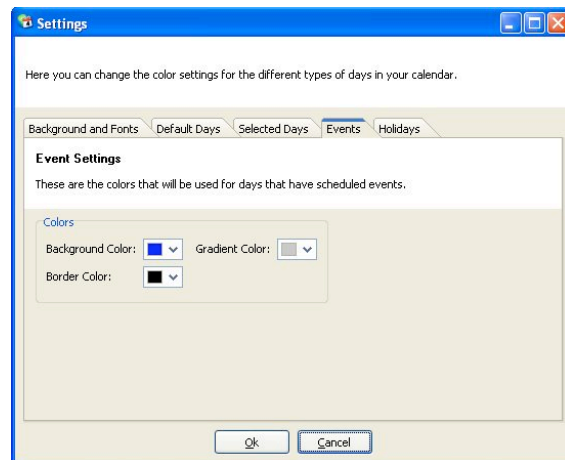 Settings
Here you can change the color settings for the different types of days in your calendar.
Background and Fonts Default Days Selected Days Events Holidays
Event Settings
These are the colors that will be used for days that have scheduled events.
Colors
Background Color: Gradient Color:
Border Color:
Ok Cancel